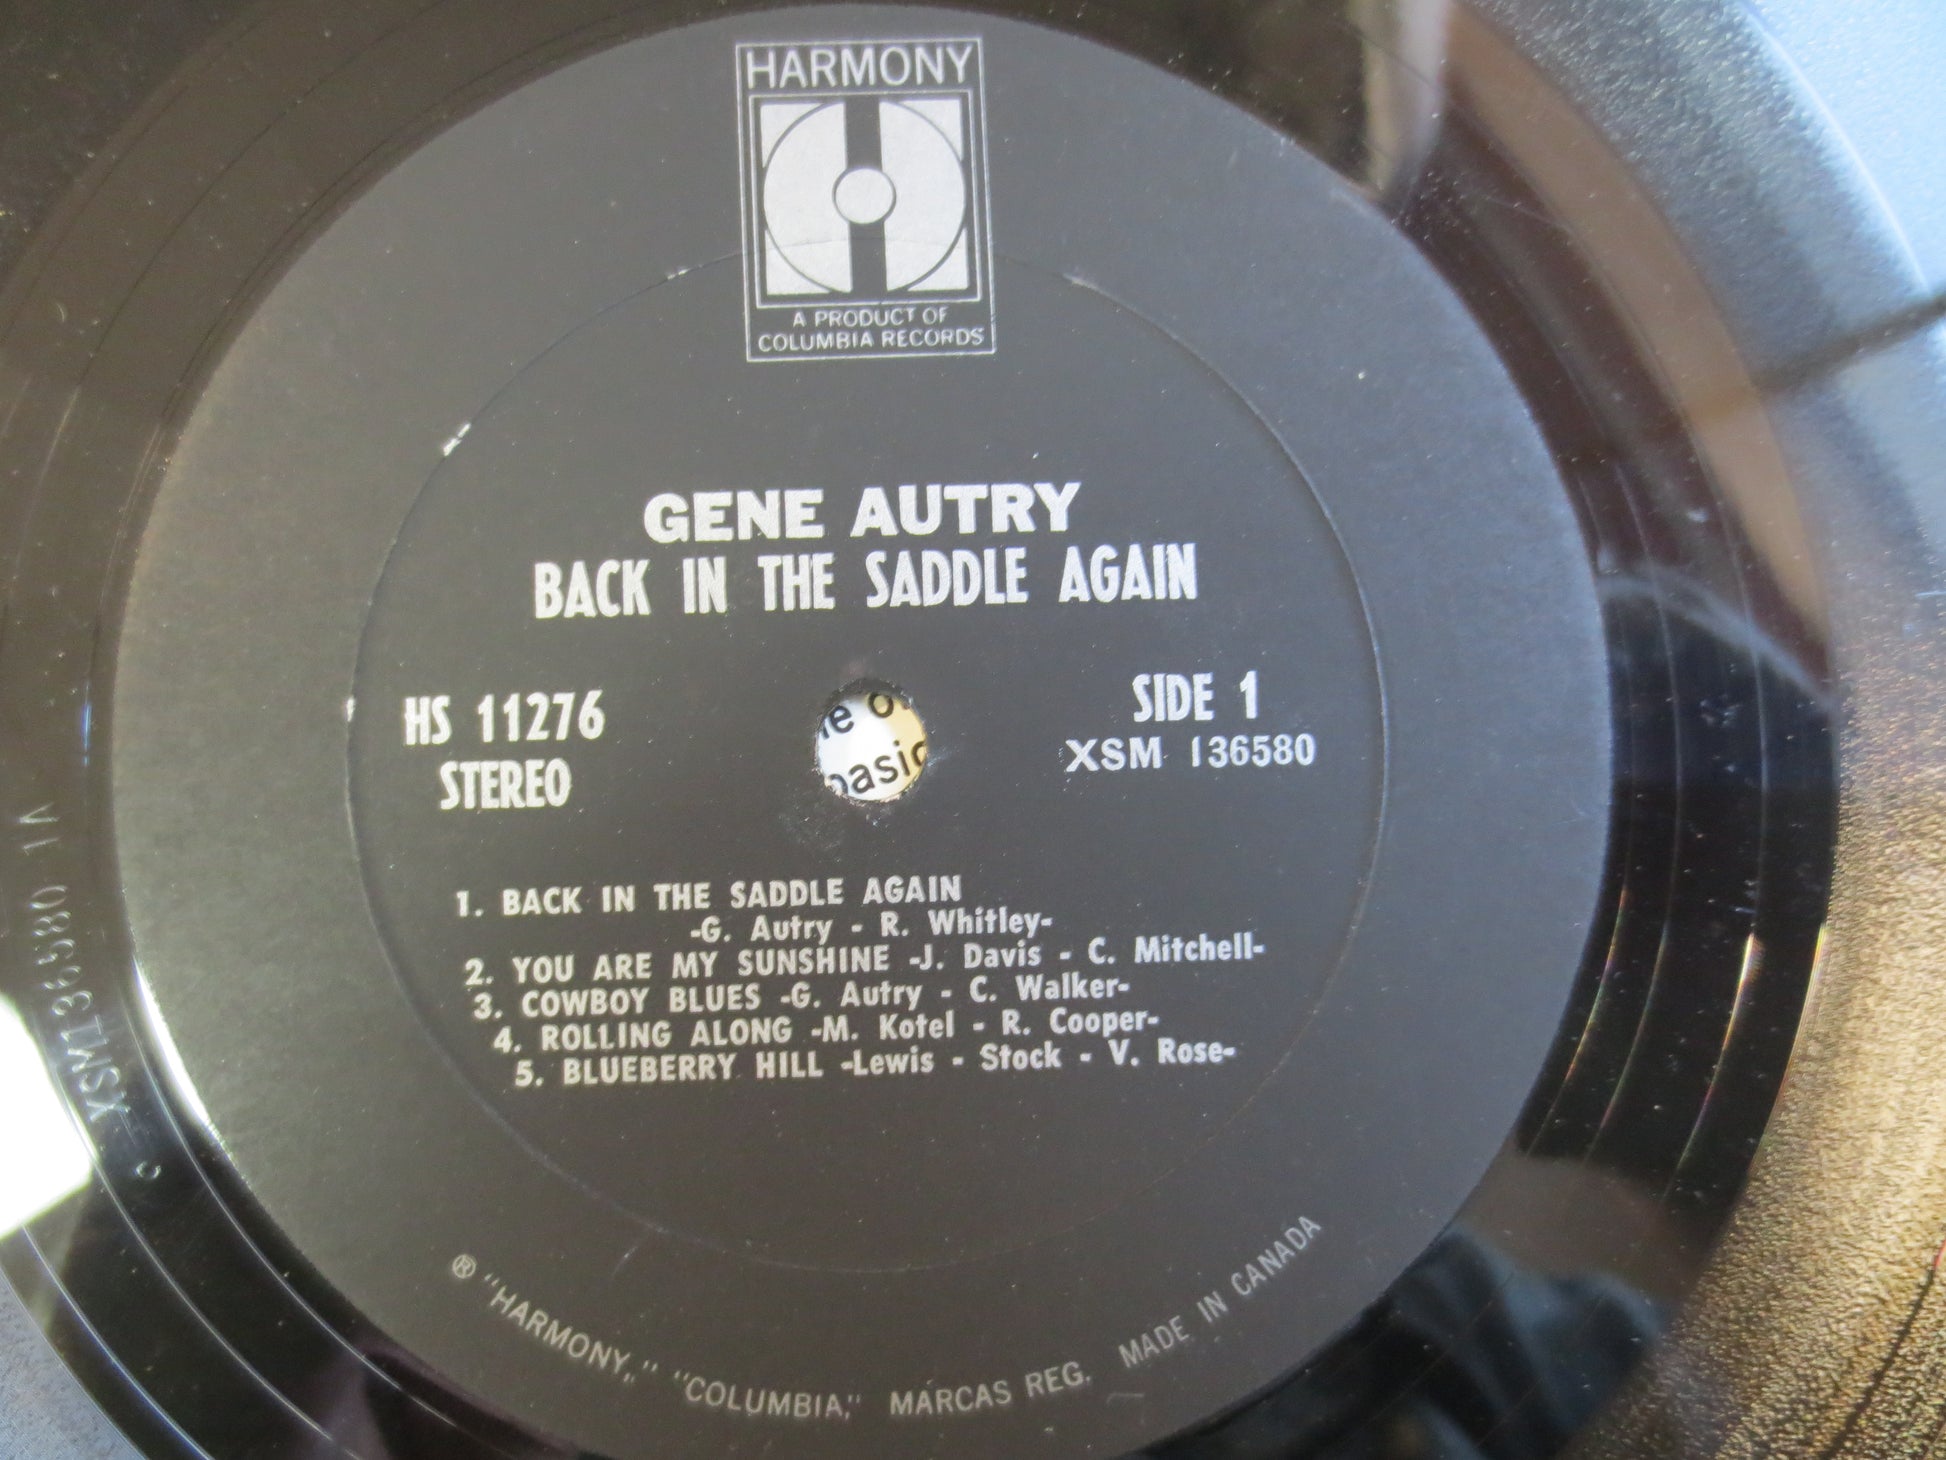 HARMONY
A PRODUCT OF
COLUMBIA RECORDS
GENE AUTRY
BACK IN THE SADDLE AGAIN
HS 11276
STEREO
SIDE 1
XSM 136580
1. BACK IN THE SADDLE AGAIN
-G. Autry - R. Whitley-
2. YOU ARE MY SUNSHINE -J. Davis - C. Mitchell-
3. COWBOY BLUES -G. Autry - C. Walker-
4. ROLLING ALONG -M. Kotel - R. Cooper-
5. BLUEBERRY HILL -Lewis - Stock - V. Rose-
® "HARMONY," "COLUMBIA," MARCAS REG. MADE IN CANADA
XSM136580 1A